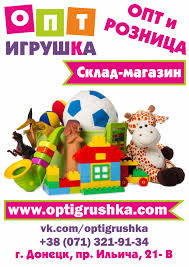 ОПТ
ИГРУШКА
ОПТ И
РОЗНИЦА
Склад-магазин
www.optigrushka.com
vk.com/optigrushka
+38 (071) 321-91-34
г. Донецк, пр. Ильича, 21- В